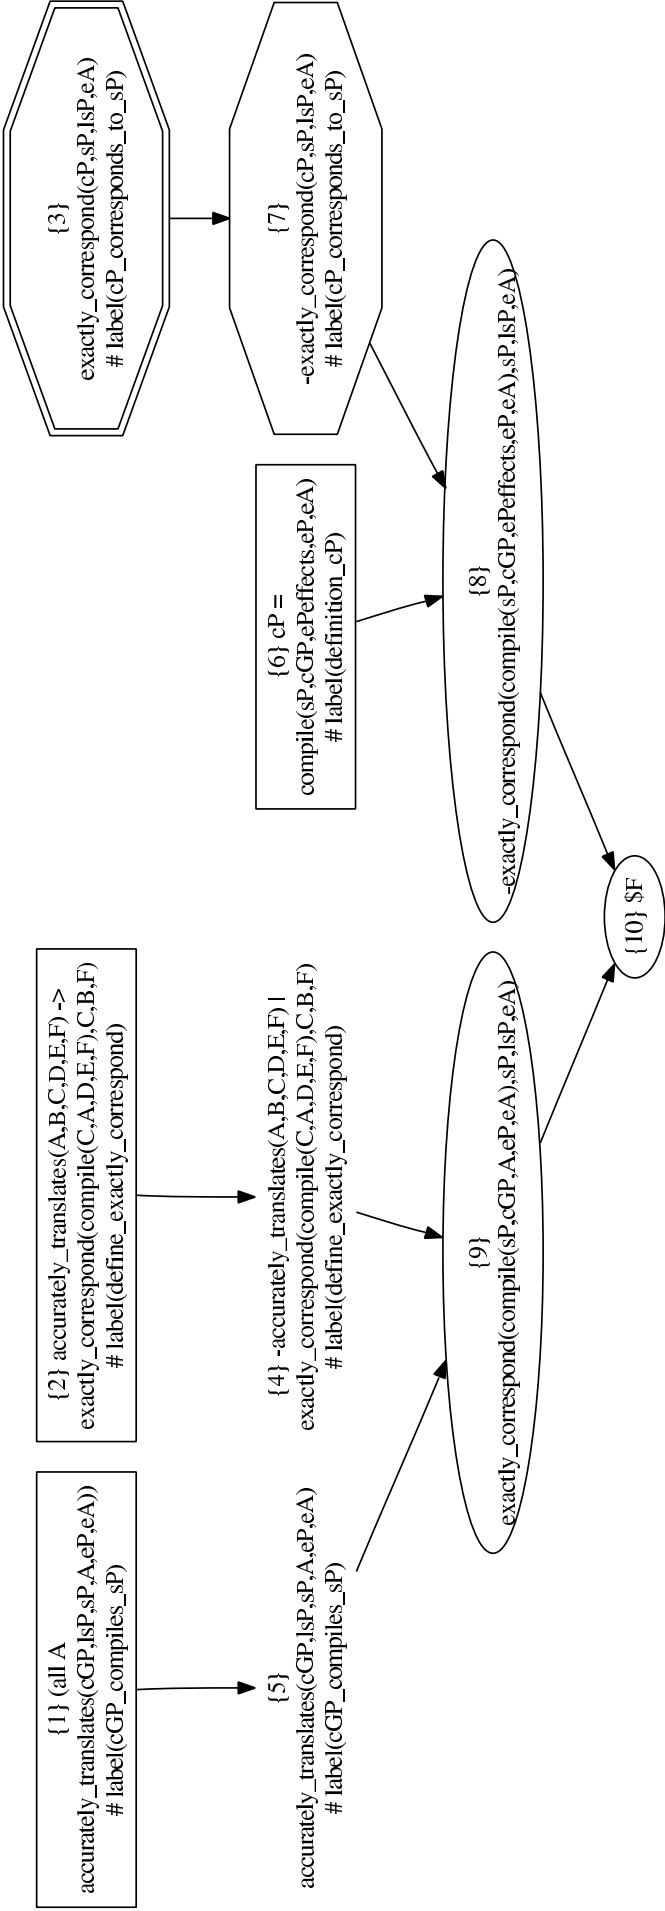 {1} (all A
accurately_translates(cGP,lsP,sP,A,eP,eA))
# label(cGP_compiles_sP)
{2} accurately_translates(A,B,C,D,E,F) ->
exactly_correspond(compile(C,A,D,E,F),C,B,F)
# label(define_exactly_correspond)
{3}
exactly_correspond(cP,sP,lsP,eA)
# label(cP_corresponds_to_sP)
{5}
accurately_translates(cGP,lsP,sP,A,eP,eA)
# label(cGP_compiles_sP)
{4} -accurately_translates(A,B,C,D,E,F) |
exactly_correspond(compile(C,A,D,E,F),C,B,F)
# label(define_exactly_correspond)
{6} cP =
compile(sP,cGP,ePeffects,eP,eA)
# label(definition_cP)
{7}
-exactly_correspond(cP,sP,lsP,eA)
# label(cP_corresponds_to_sP)
{9}
exactly_correspond(compile(sP,cGP,A,eP,eA),sP,lsP,eA)
{8}
-exactly_correspond(compile(sP,cGP,ePeffects,eP,eA),sP,lsP,eA)
{10} $F